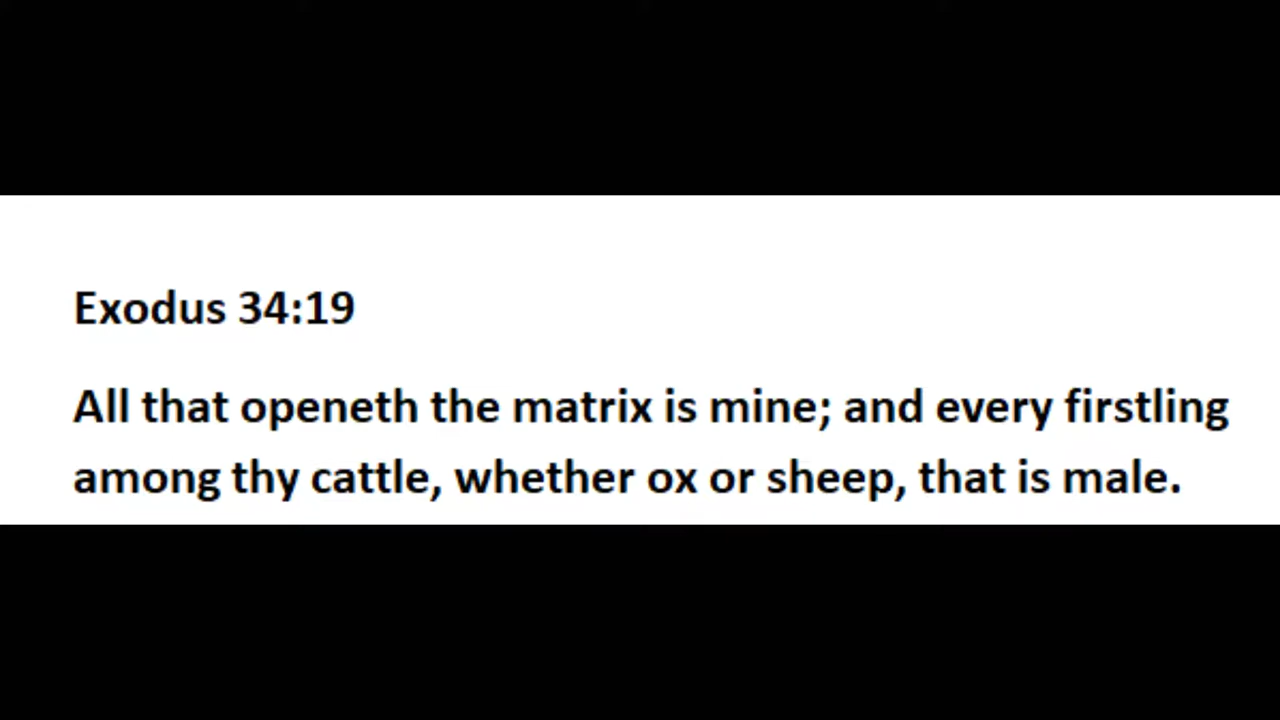 Exodus 34:19
All that openeth the matrix is mine; and every firstling
among thy cattle, whether ox or sheep, that is male.